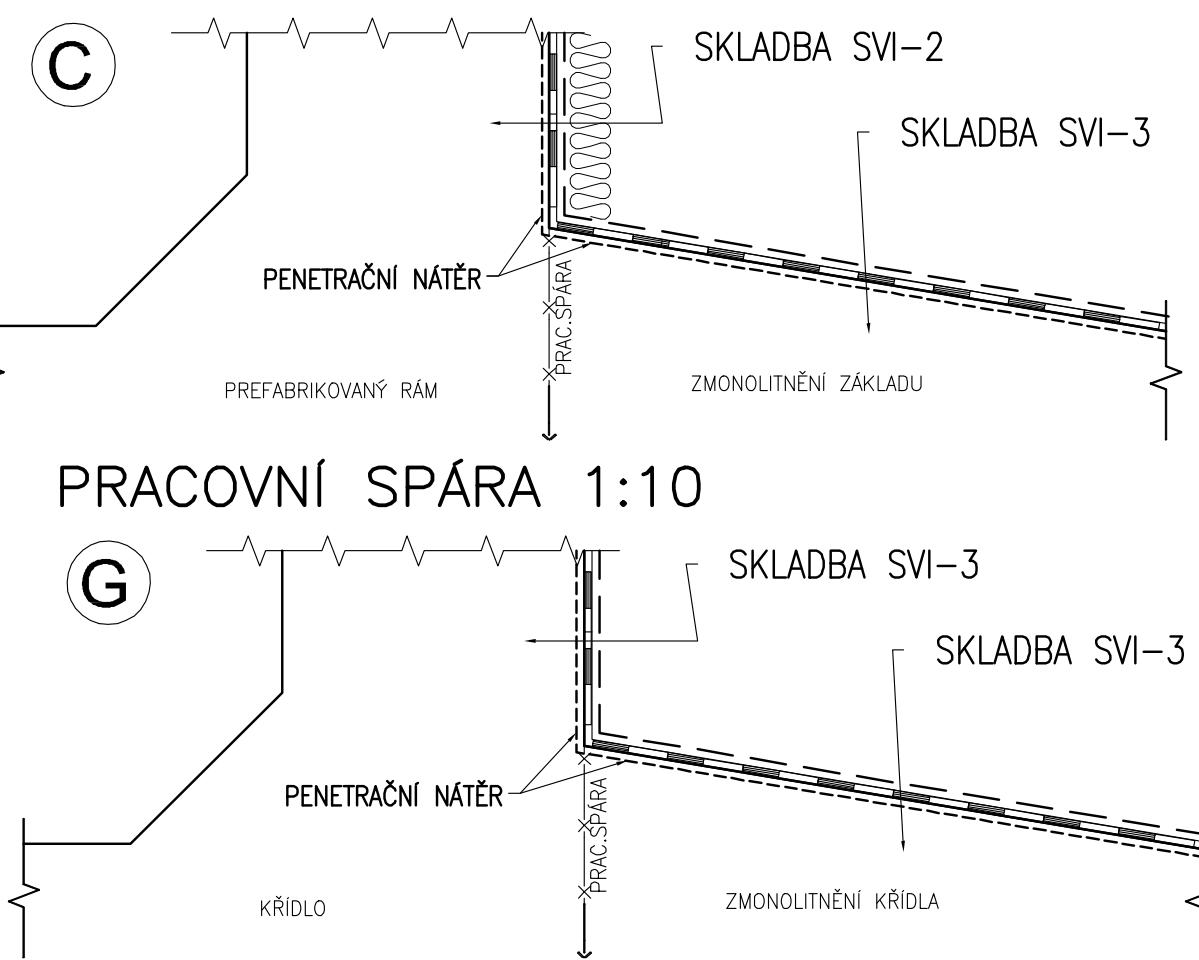 C
SKLADBA SVI-2
SKLADBA SVI-3
PENETRAČNÍ NÁTĚR
PRAC.SPÁRA
PREFABRIKOVANÝ RÁM
ZMONOLITNĚNÍ ZÁKLADU
PRACOVNÍ SPÁRA 1:10
G
SKLADBA SVI-3
SKLADBA SVI-3
PENETRAČNÍ NÁTĚR
PRAC.SPÁRA
KŘÍDLO
ZMONOLITNĚNÍ KŘÍDLA